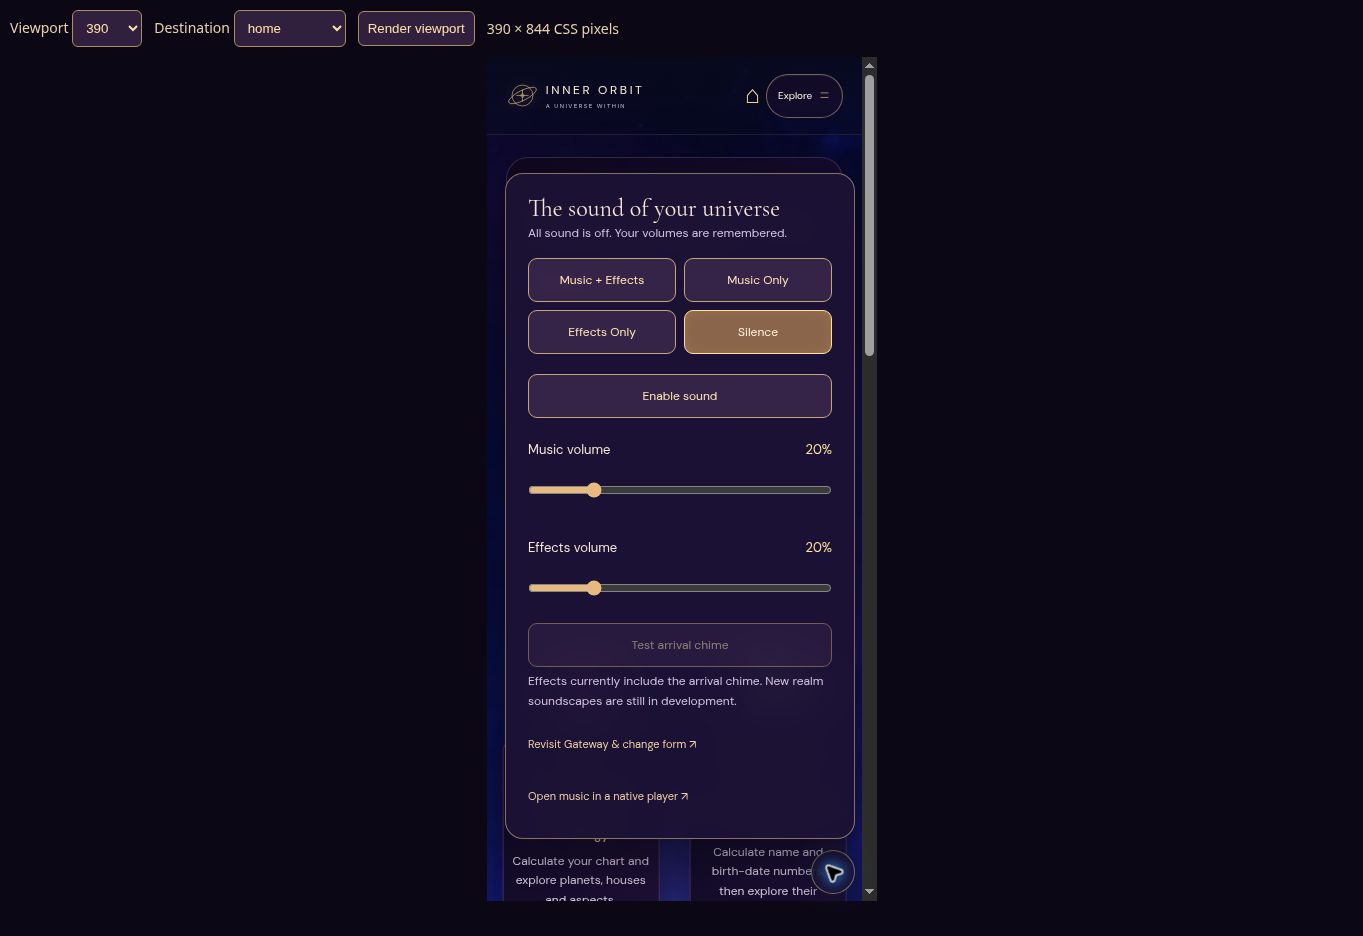 Viewport 390 Destination home Render viewport 390 × 844 CSS pixels
INNER ORBIT
A UNIVERSE WITHIN
Explore
The sound of your universe
All sound is off. Your volumes are remembered.
Music + Effects Music Only
Effects Only Silence
Enable sound
Music volume 20%
Effects volume 20%
Test arrival chime
Effects currently include the arrival chime. New realm
soundscapes are still in development.
Revisit Gateway & change form ↗
Open music in a native player ↗
Calculate your chart and
explore planets, houses
and aspects
Calculate name and
birth-date
then explore their